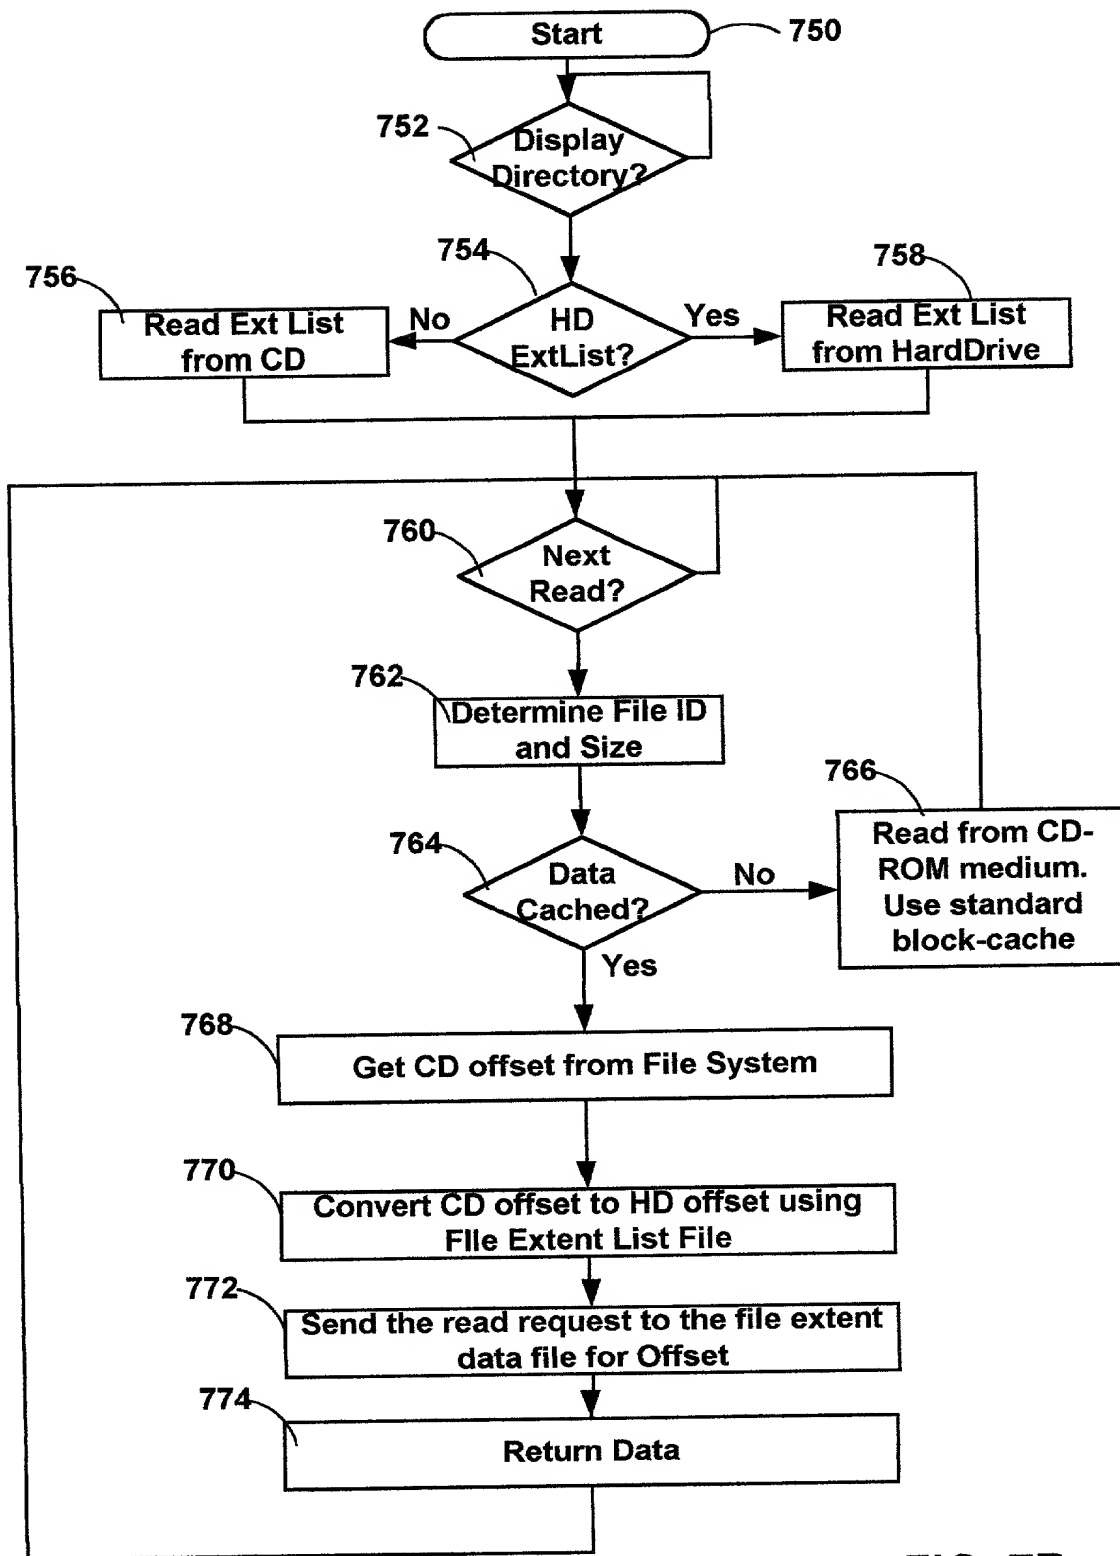 Start
750
752
Display
Directory?
754
756
758
Read Ext List
from CD
No
HD
ExtList?
Yes
Read Ext List
from HardDrive
760
Next
Read?
762
Determine File ID
and Size
766
764
Data
Cached?
No
Read from CD-
ROM medium.
Use standard
block-cache
Yes
768
Get CD offset from File System
770
Convert CD offset to HD offset using
FIle Extent List File
772
Send the read request to the file extent
data file for Offset
774
Return Data